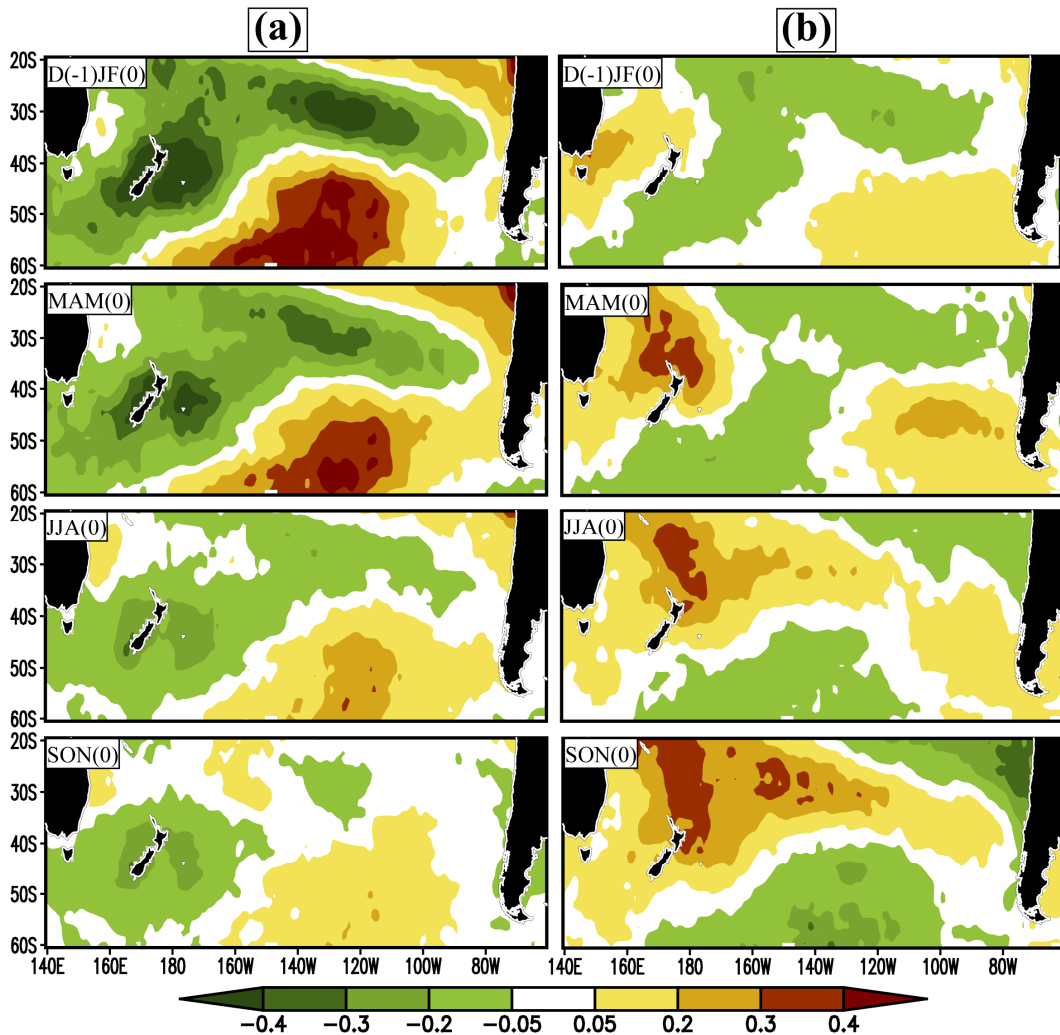 (a) (b)
20S D(-1)JF(0) D(-1)JF(0)
30S
40S
50S
60S
20S MAM(0) MAM(0)
30S
40S
50S
60S
20S JJA(0) JJA(0)
30S
40S
50S
60S
20S SON(0) SON(0)
30S
40S
50S
60S
140E 160E 180 160W 140W 120W 100W 80W 140E 160E 180 160W 140W 120W 100W 80W
-0.4 -0.3 -0.2 -0.05 0.05 0.2 0.3 0.4